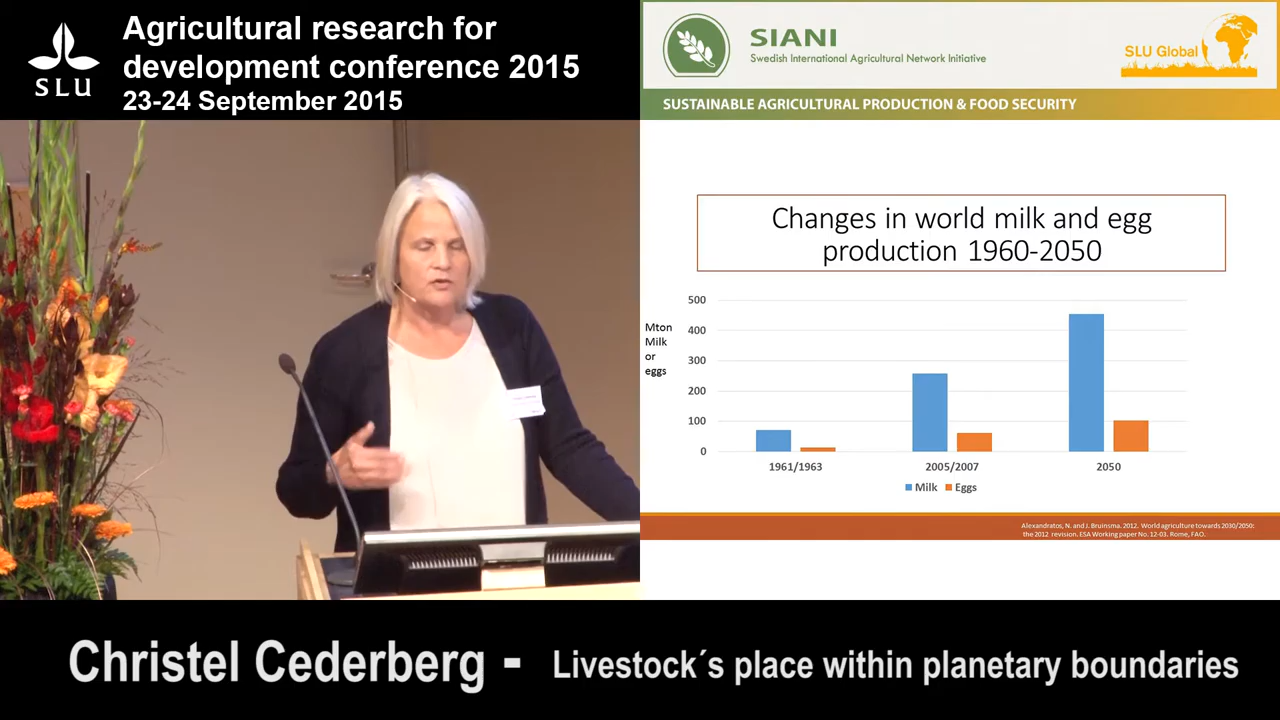 SLU
Agricultural research for
development conference 2015
23-24 September 2015
SIANI
Swedish International Agricultural Network Initiative
SLU Global
SUSTAINABLE AGRICULTURAL PRODUCTION & FOOD SECURITY
Changes in world milk and egg
production 1960-2050
Mton
Milk
or
eggs
500
400
300
200
100
0
1961/1963
2005/2007
2050
Milk
Eggs
Alexandratos, N. and J. Bruinsma. 2012. World agriculture towards 2030/2050:
the 2012 revision. ESA Working paper No. 12-03. Rome, FAO.
Christel Cederberg - Livestock´s place within planetary boundaries